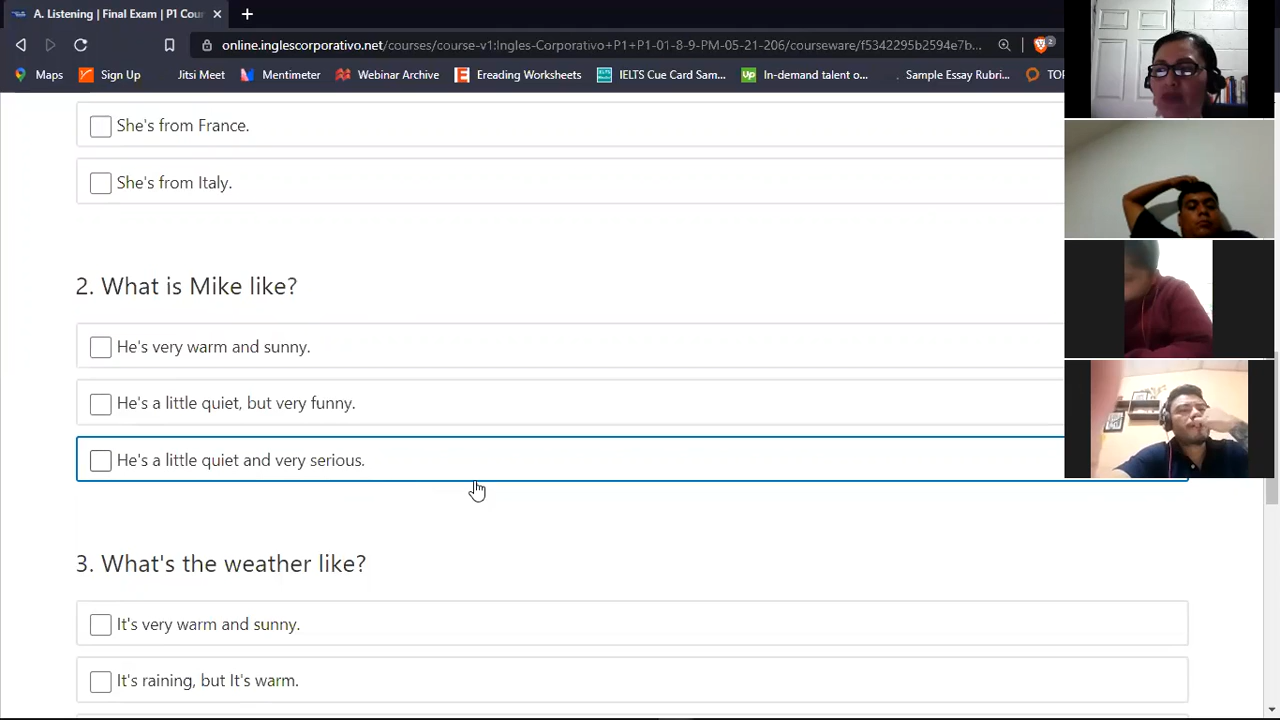 A. Listening | Final Exam | P1 Cour
online.inglescorporativo.net/courses/course-v1:Ingles-Corporativo+P1+P1-01-8-9-PM-05-21-206/courseware/f5342295b2594e7b...
2
Maps
Sign Up
Jitsi Meet
Mentimeter
Webinar Archive
Ereading Worksheets
IELTS Cue Card Sam...
In-demand talent o...
Simple Essay Rubri...
TOP
She's from France.
She's from Italy.
2. What is Mike like?
He's very warm and sunny.
He's a little quiet, but very funny.
He's a little quiet and very serious.
3. What's the weather like?
It's very warm and sunny.
It's raining, but It's warm.